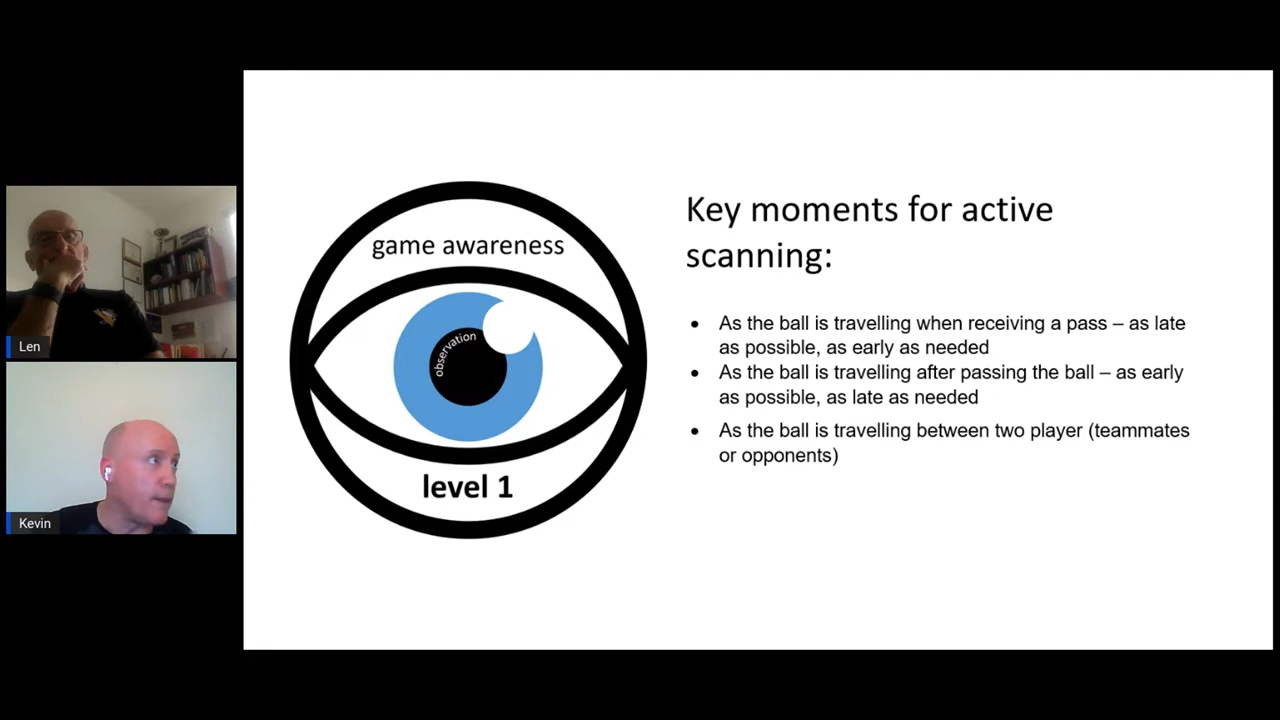 Len
Kevin
game awareness
observation
level 1
Key moments for active
scanning:
• As the ball is travelling when receiving a pass – as late
as possible, as early as needed
• As the ball is travelling after passing the ball – as early
as possible, as late as needed
• As the ball is travelling between two player (teammates
or opponents)